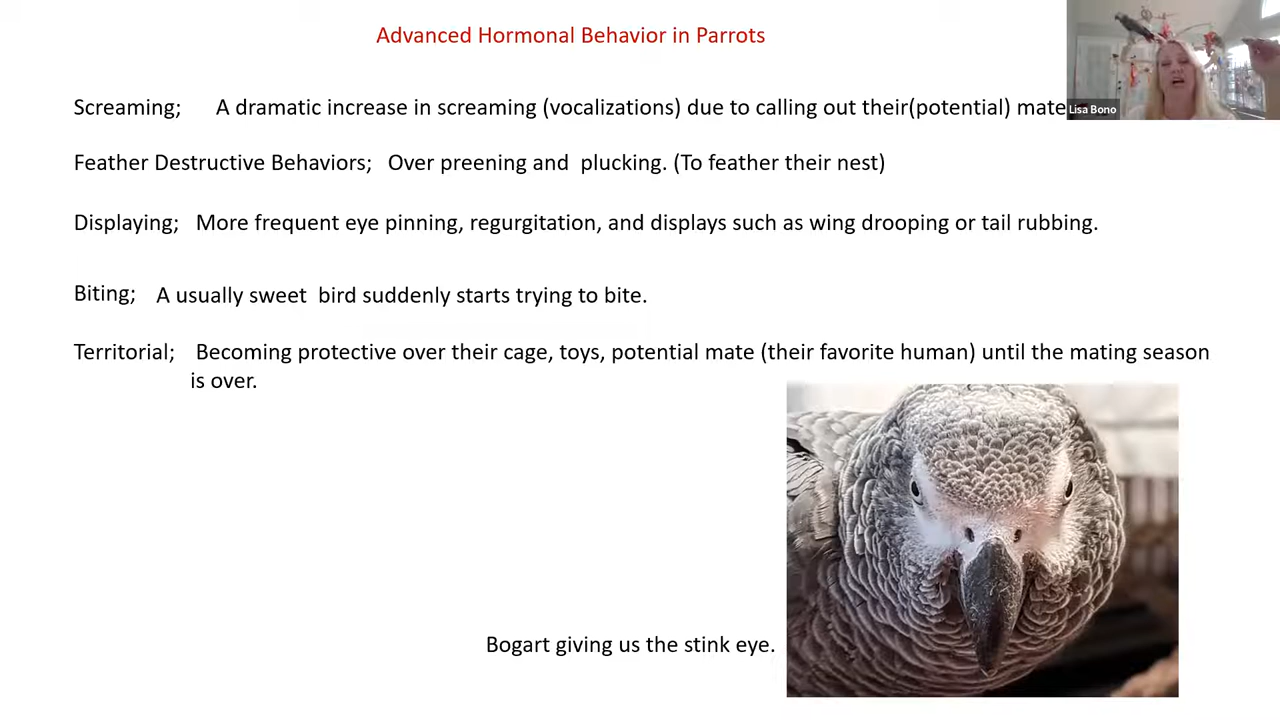 Advanced Hormonal Behavior in Parrots
Screaming; A dramatic increase in screaming (vocalizations) due to calling out their(potential) mate
Lisa Bono
Feather Destructive Behaviors; Over preening and plucking. (To feather their nest)
Displaying; More frequent eye pinning, regurgitation, and displays such as wing drooping or tail rubbing.
Biting; A usually sweet bird suddenly starts trying to bite.
Territorial; Becoming protective over their cage, toys, potential mate (their favorite human) until the mating season
is over.
Bogart giving us the stink eye.